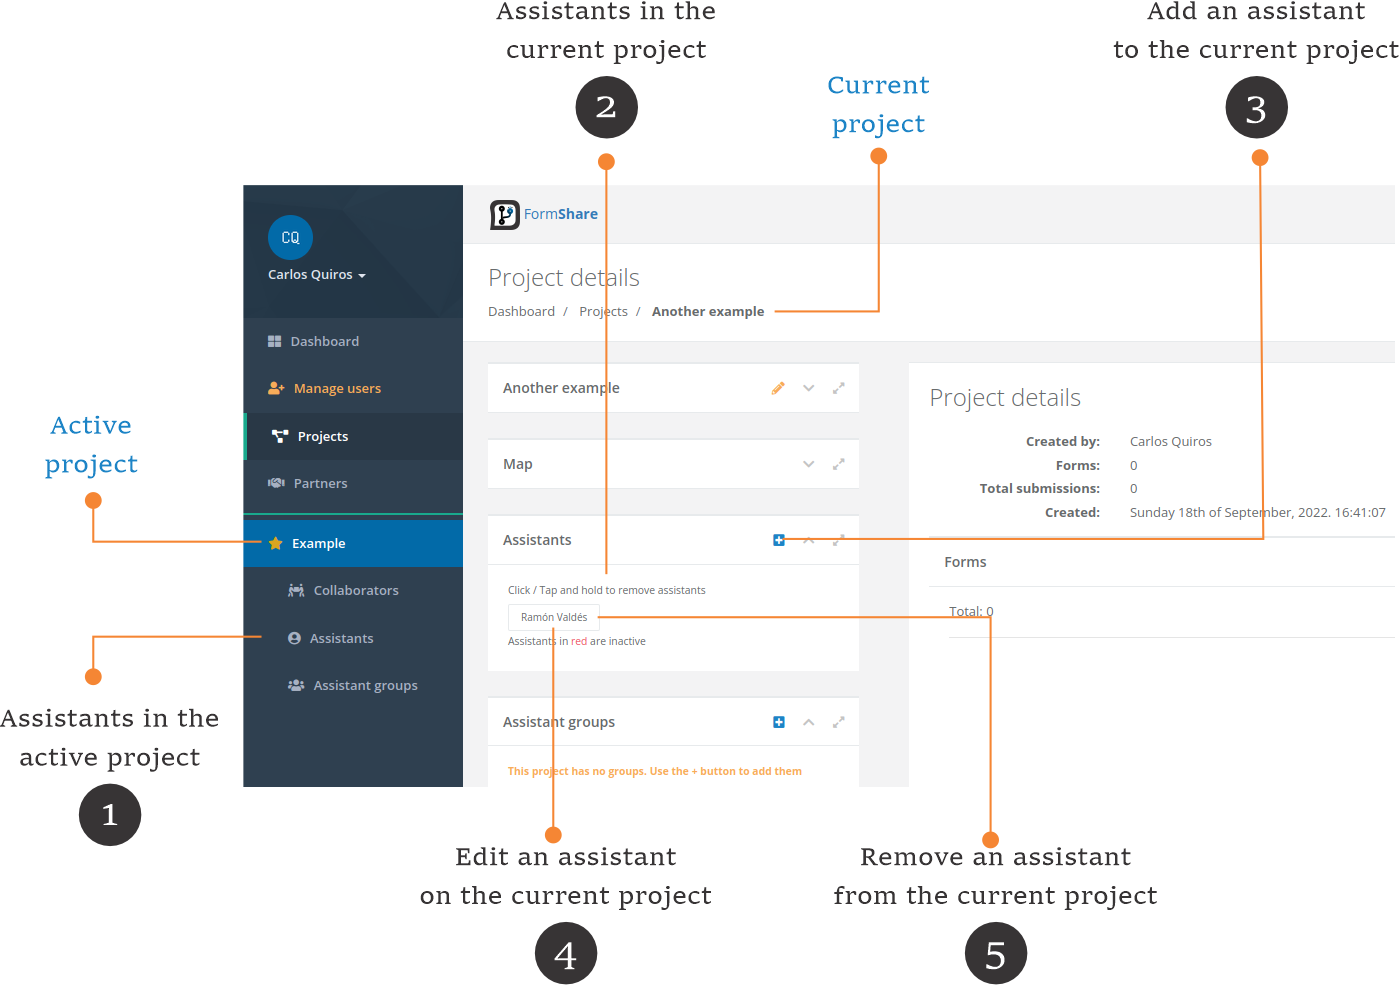 Assistants in the
current project
2
Add an assistant
to the current project
3
Current
project
CQ
Carlos Quiros
FormShare
Project details
Dashboard / Projects / Another example
Dashboard
Manage users
Projects
Partners
Example
Collaborators
Assistants
Assistant groups
Active
project
Assistants in the
active project
1
Another example
Map
Assistants
Click / Tap and hold to remove assistants
Ramón Valdés
Assistants in red are inactive
Assistant groups
This project has no groups. Use the + button to add them
Project details
Created by: Carlos Quiros
Forms: 0
Total submissions: 0
Created: Sunday 18th of September, 2022. 16:41:07
Forms
Total: 0
Edit an assistant
on the current project
4
Remove an assistant
from the current project
5